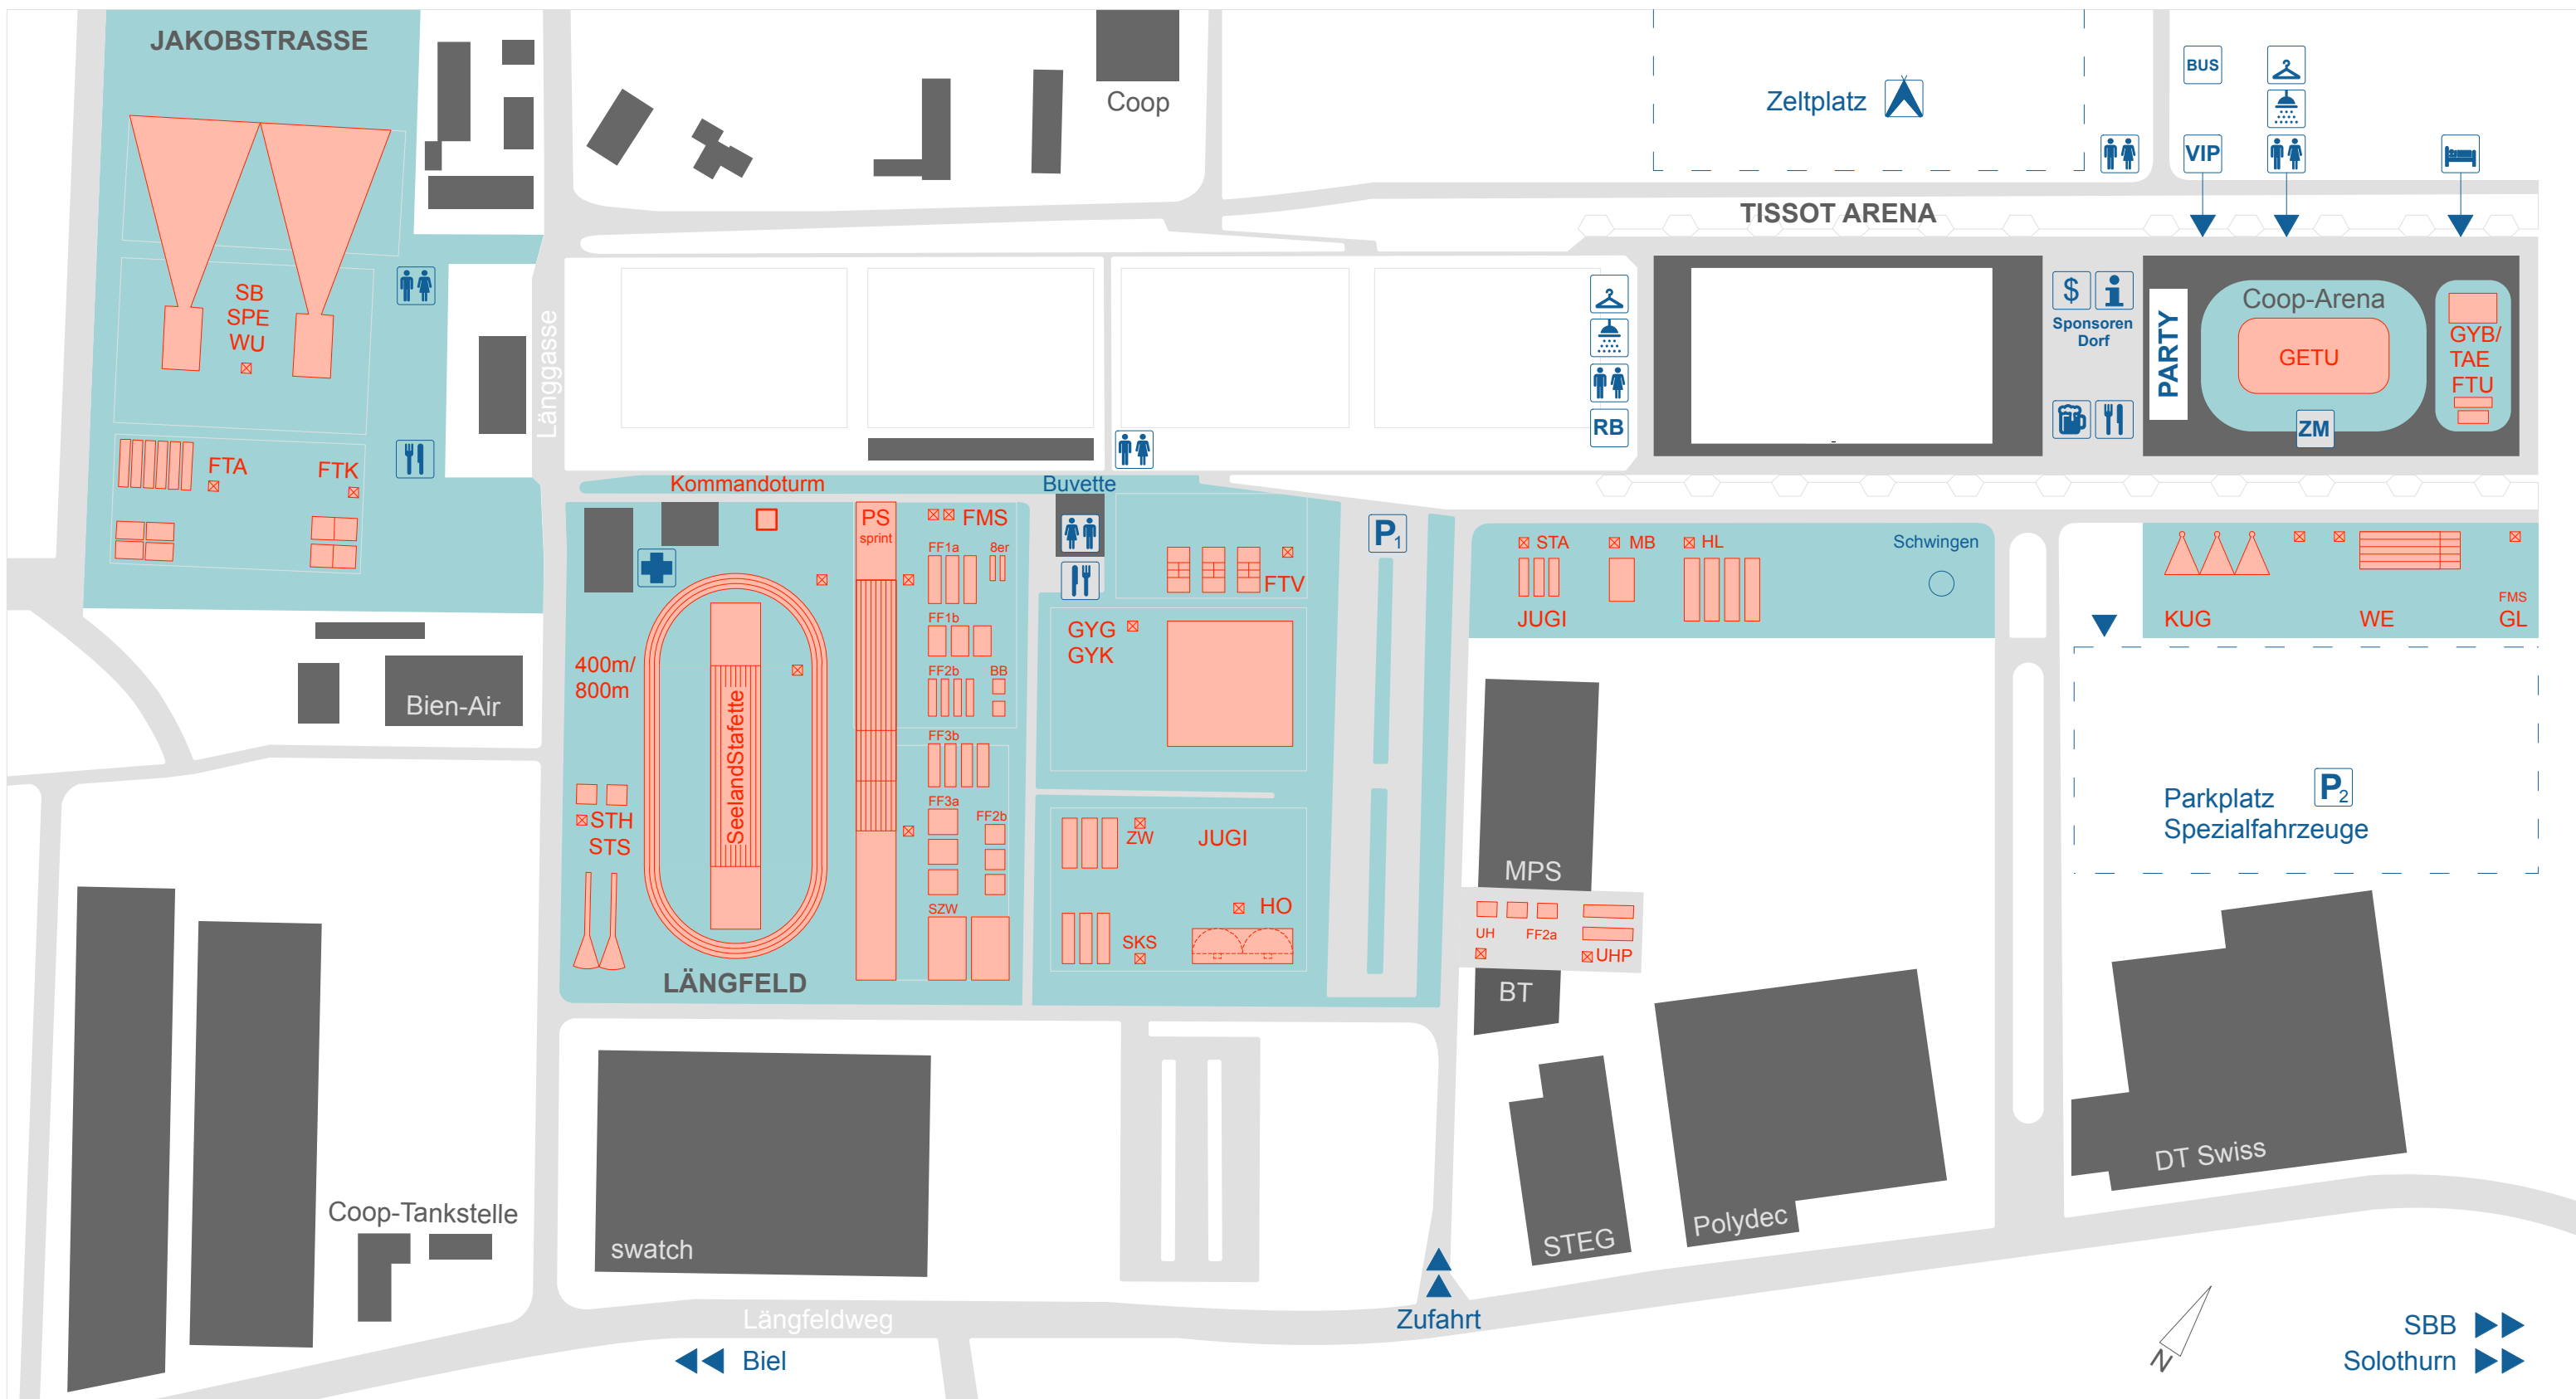 JAKOBSTRASSE
SB
SPE
WU
FTA
FTK
Länggasse
Coop
Zeltplatz
BUS
VIP
TISSOT ARENA
RB
$
Sponsoren
Dorf
PARTY
Coop-Arena
GETU
ZM
GYB/
TAE
FTU
Kommandoturm
PS
sprint
FMS
FF1a
8er
FF1b
FF2b
BB
FF3b
FF3a
FF2b
SZW
400m/
800m
SeelandStafette
STH
STS
LÄNGFELD
Buvette
FTV
GYG
GYK
ZW
JUGI
HO
SKS
P1
STA
MB
HL
JUGI
Schwingen
KUG
WE
FMS
GL
Parkplatz
Spezialfahrzeuge
P2
MPS
UH
FF2a
UHP
BT
STEG
Polydec
DT Swiss
Bien-Air
Coop-Tankstelle
swatch
Längfeldweg
Biel
Zufahrt
N
SBB
Solothurn